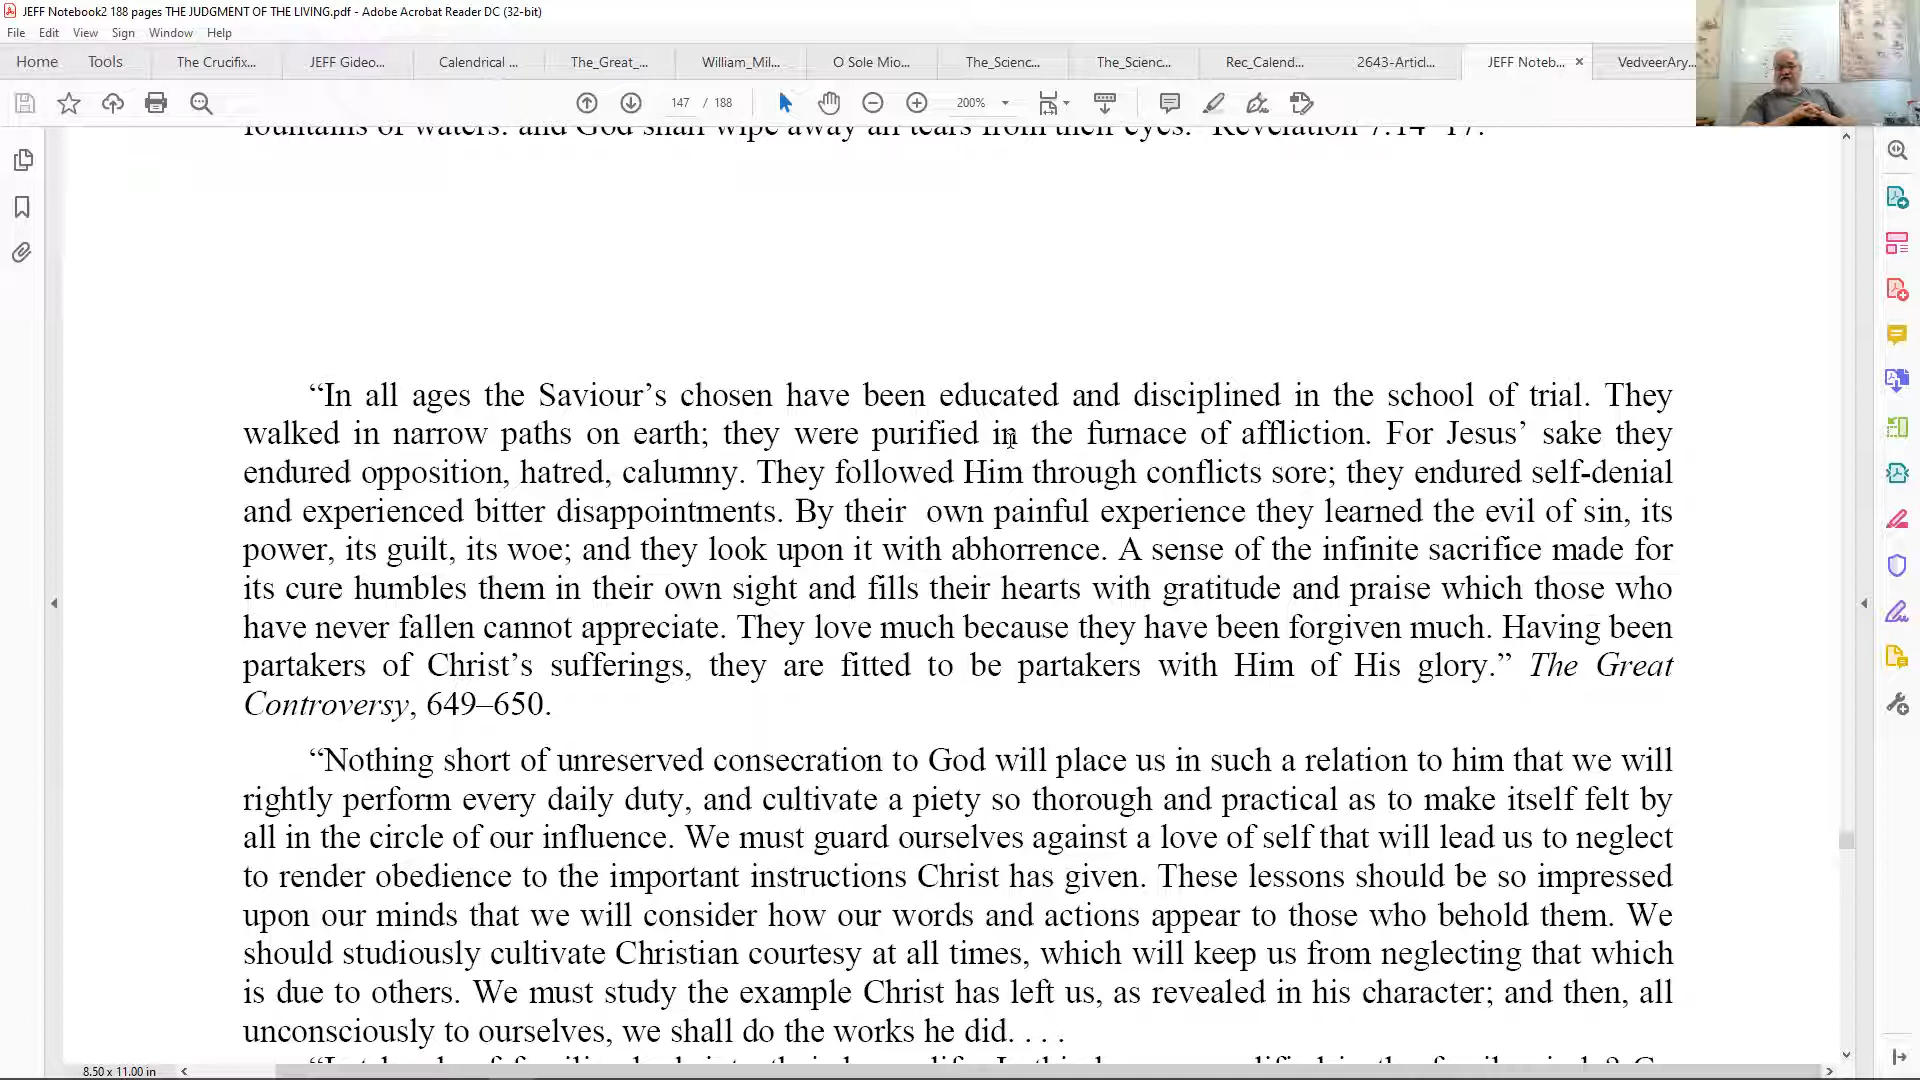 JEFF Notebook2 188 pages THE JUDGMENT OF THE LIVING.pdf - Adobe Acrobat Reader DC (32-bit)
File Edit View Sign Window Help
Home Tools The Crucifix... JEFF Gideo... Calendrical ... The_Great_... William_Mil... O Sole Mio... The_Scienc... The_Scienc... Rec_Calend... 2643-Articl... JEFF Noteb... × VedveerAry...
147 / 188 200%
fountains of waters: and God shall wipe away all tears from their eyes.” Revelation 7:14–17.
“In all ages the Saviour’s chosen have been educated and disciplined in the school of trial. They
walked in narrow paths on earth; they were purified in the furnace of affliction. For Jesus’ sake they
endured opposition, hatred, calumny. They followed Him through conflicts sore; they endured self-denial
and experienced bitter disappointments. By their own painful experience they learned the evil of sin, its
power, its guilt, its woe; and they look upon it with abhorrence. A sense of the infinite sacrifice made for
its cure humbles them in their own sight and fills their hearts with gratitude and praise which those who
have never fallen cannot appreciate. They love much because they have been forgiven much. Having been
partakers of Christ’s sufferings, they are fitted to be partakers with Him of His glory.” The Great
Controversy, 649–650.
“Nothing short of unreserved consecration to God will place us in such a relation to him that we will
rightly perform every daily duty, and cultivate a piety so thorough and practical as to make itself felt by
all in the circle of our influence. We must guard ourselves against a love of self that will lead us to neglect
to render obedience to the important instructions Christ has given. These lessons should be so impressed
upon our minds that we will consider how our words and actions appear to those who behold them. We
should studiously cultivate Christian courtesy at all times, which will keep us from neglecting that which
is due to others. We must study the example Christ has left us, as revealed in his character; and then, all
unconsciously to ourselves, we shall do the works he did. . . .
8.50 x 11.00 in